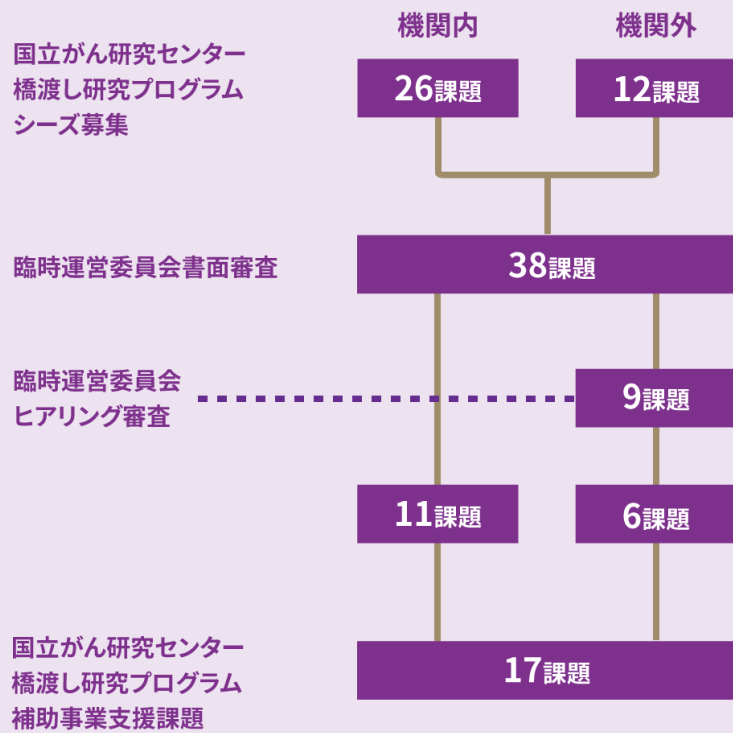 機関内
機関外
国立がん研究センター
橋渡し研究プログラム
シーズ募集
26課題
12課題
臨時運営委員会書面審査
38課題
臨時運営委員会
ヒアリング審査
9課題
11課題
6課題
国立がん研究センター
橋渡し研究プログラム
補助事業支援課題
17課題